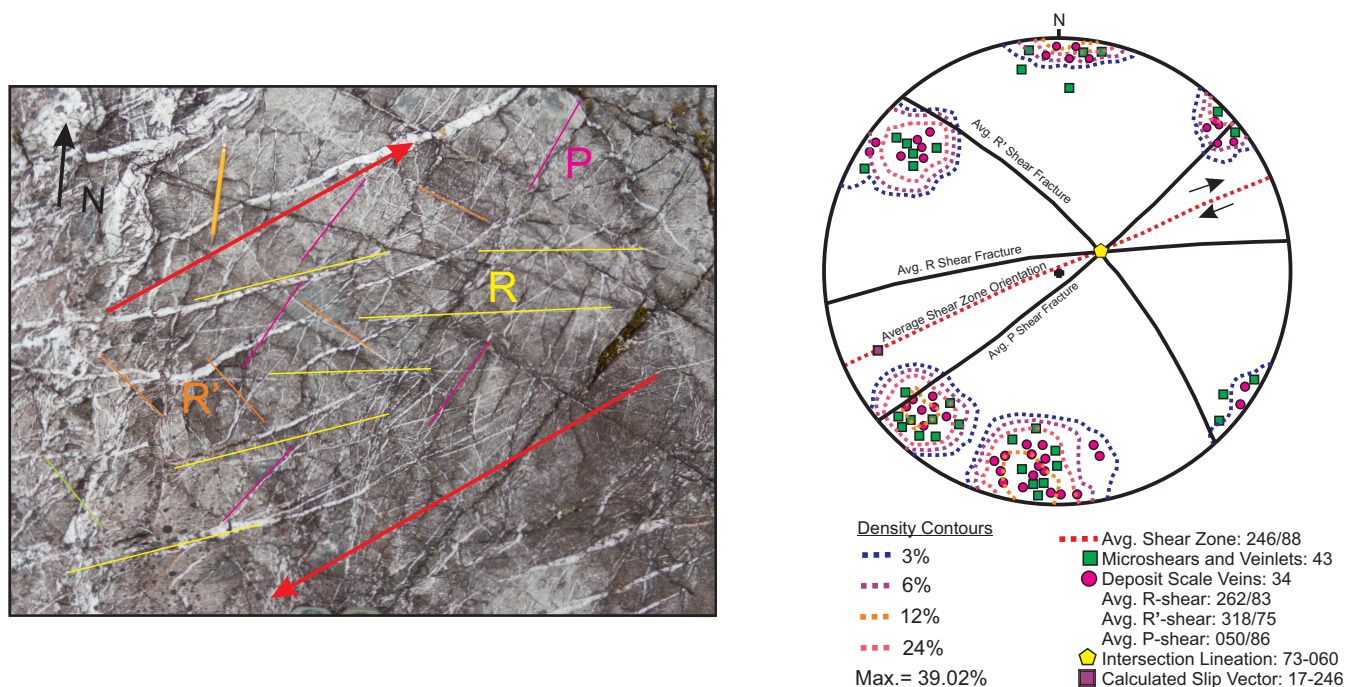 N
P
R
R'
N
Avg. R' Shear Fracture
Avg. R Shear Fracture
Average Shear Zone Orientation
Avg. P Shear Fracture
Density Contours
3%
6%
12%
24%
Max.= 39.02%
Avg. Shear Zone: 246/88
Microshears and Veinlets: 43
Deposit Scale Veins: 34
Avg. R-shear: 262/83
Avg. R'-shear: 318/75
Avg. P-shear: 050/86
Intersection Lineation: 73-060
Calculated Slip Vector: 17-246